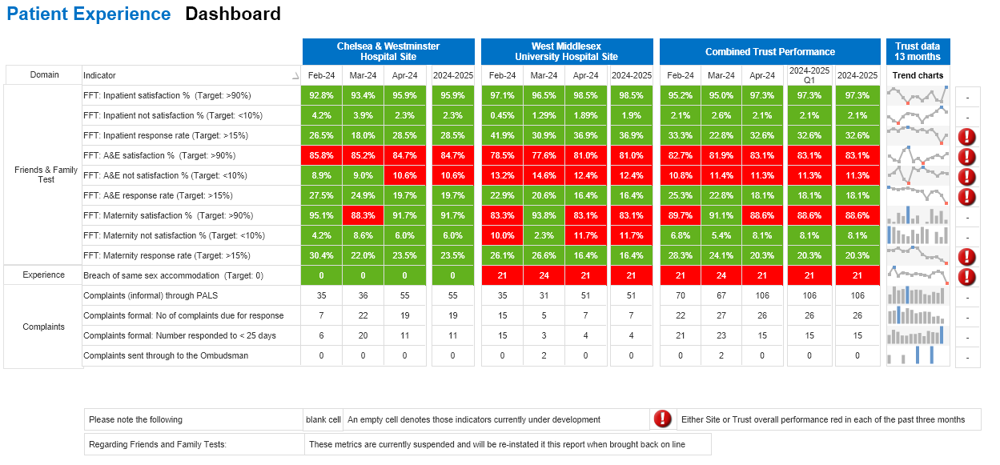 Patient Experience Dashboard
Chelsea & Westminster
Hospital Site
West Middlesex
University Hospital Site
Combined Trust Performance
Trust data
13 months
Domain Indicator Feb-24 Mar-24 Apr-24 2024-2025 Feb-24 Mar-24 Apr-24 2024-2025 Feb-24 Mar-24 Apr-24 2024-2025 Q1 2024-2025 Trend charts
Friends & Family Test
FFT: Inpatient satisfaction % (Target: >90%) 92.8% 93.4% 95.9% 95.9% 97.1% 96.5% 98.5% 98.5% 95.2% 95.0% 97.3% 97.3% 97.3% -
FFT: Inpatient not satisfaction % (Target: <10%) 4.2% 3.9% 2.3% 2.3% 0.45% 1.29% 1.89% 1.9% 2.1% 2.6% 2.1% 2.1% 2.1% -
FFT: Inpatient response rate (Target: >15%) 26.5% 18.0% 28.5% 28.5% 41.9% 30.9% 36.9% 36.9% 33.3% 22.8% 32.6% 32.6% 32.6% !
FFT: A&E satisfaction % (Target: >90%) 85.8% 85.2% 84.7% 84.7% 78.5% 77.6% 81.0% 81.0% 82.7% 81.9% 83.1% 83.1% 83.1% !
FFT: A&E not satisfaction % (Target: <10%) 8.9% 9.0% 10.6% 10.6% 13.2% 14.6% 12.4% 12.4% 10.8% 11.4% 11.3% 11.3% 11.3% !
FFT: A&E response rate (Target: >15%) 27.5% 24.9% 19.7% 19.7% 22.9% 20.6% 16.4% 16.4% 25.3% 22.8% 18.1% 18.1% 18.1% !
FFT: Maternity satisfaction % (Target: >90%) 95.1% 88.3% 91.7% 91.7% 83.3% 93.8% 83.1% 83.1% 89.7% 91.1% 88.6% 88.6% 88.6% -
FFT: Maternity not satisfaction % (Target: <10%) 4.2% 8.6% 6.0% 6.0% 10.0% 2.3% 11.7% 11.7% 6.8% 5.4% 8.1% 8.1% 8.1% -
FFT: Maternity response rate (Target: >15%) 30.4% 22.0% 23.5% 23.5% 26.1% 26.6% 16.4% 16.4% 28.3% 24.1% 20.3% 20.3% 20.3% !
Experience
Breach of same sex accommodation (Target: 0) 0 0 0 0 21 24 21 21 21 24 21 21 21 !
Complaints
Complaints (informal) through PALS 35 36 55 55 35 31 51 51 70 67 106 106 106 -
Complaints formal: No of complaints due for response 7 22 19 19 15 5 7 7 22 27 26 26 26 -
Complaints formal: Number responded to < 25 days 6 20 11 11 15 3 4 4 21 23 15 15 15 -
Complaints sent through to the Ombudsman 0 0 0 0 0 2 0 0 0 2 0 0 0 -
Please note the following blank cell An empty cell denotes those indicators currently under development ! Either Site or Trust overall performance red in each of the past three months
Regarding Friends and Family Tests: These metrics are currently suspended and will be re-instated it this report when brought back on line